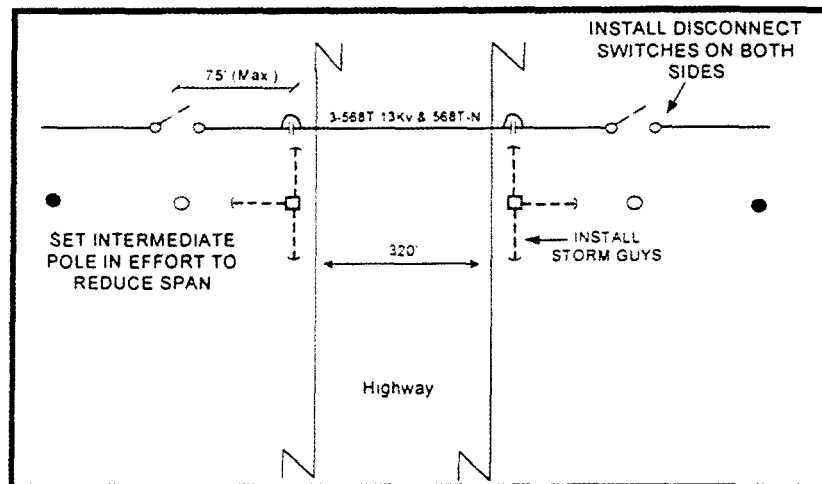 INSTALL DISCONNECT
SWITCHES ON BOTH
SIDES
75' (Max.)
3-568T 13Kv & 568T-N
SET INTERMEDIATE
POLE IN EFFORT TO
REDUCE SPAN
320'
INSTALL
STORM GUYS
Highway